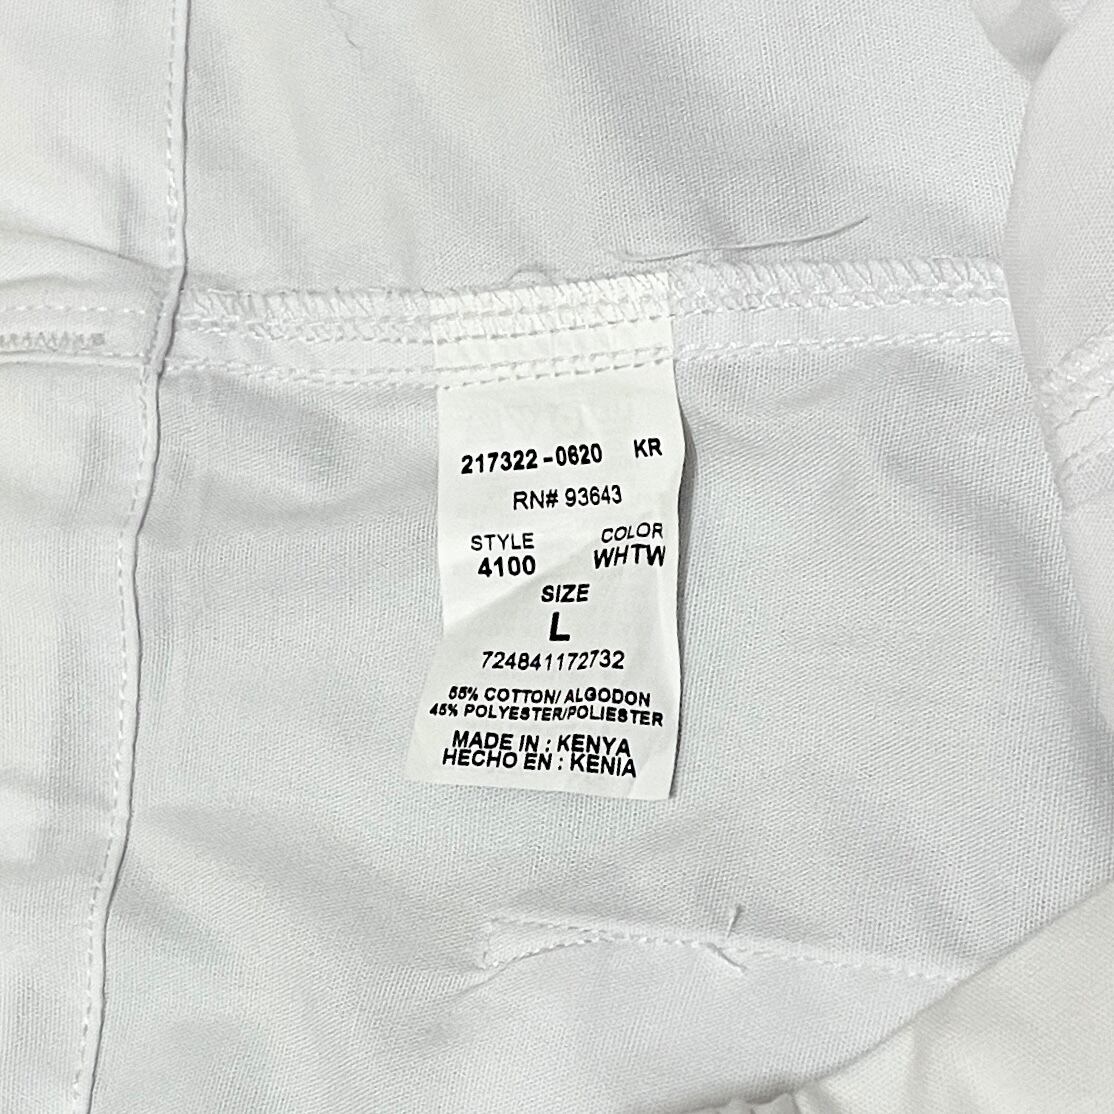 217322-0620 KR
RN# 93643
STYLE COLOR
4100 WHTW
SIZE
L
724841172732
55% COTTON/ALGODON
45% POLYESTER/POLIESTER
MADE IN : KENYA
HECHO EN : KENIA